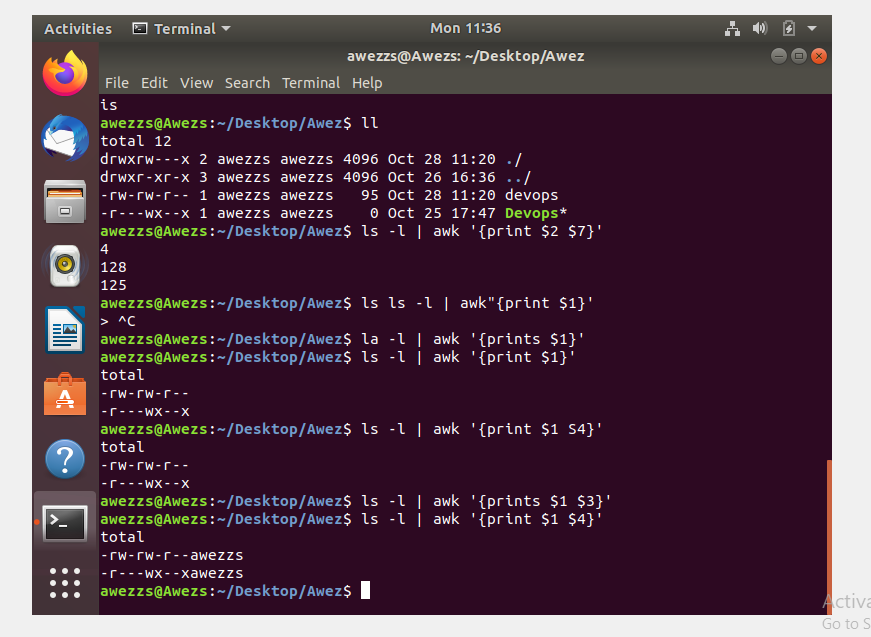 Activities Terminal Mon 11:36
awezzs@Awezs: ~/Desktop/Awez
File Edit View Search Terminal Help
is
awezzs@Awezs:~/Desktop/Awez$ ll
total 12
drwxrw---x 2 awezzs awezzs 4096 Oct 28 11:20 ./
drwxr-xr-x 3 awezzs awezzs 4096 Oct 26 16:36 ../
-rw-rw-r-- 1 awezzs awezzs   95 Oct 28 11:20 devops
-r---wx--x 1 awezzs awezzs    0 Oct 25 17:47 Devops*
awezzs@Awezs:~/Desktop/Awez$ ls -l | awk '{print $2 $7}'
4
128
125
awezzs@Awezs:~/Desktop/Awez$ ls ls -l | awk"{print $1}'
> ^C
awezzs@Awezs:~/Desktop/Awez$ la -l | awk '{prints $1}'
awezzs@Awezs:~/Desktop/Awez$ ls -l | awk '{print $1}'
total
-rw-rw-r--
-r---wx--x
awezzs@Awezs:~/Desktop/Awez$ ls -l | awk '{print $1 S4}'
total
-rw-rw-r--
-r---wx--x
awezzs@Awezs:~/Desktop/Awez$ ls -l | awk '{prints $1 $3}'
awezzs@Awezs:~/Desktop/Awez$ ls -l | awk '{print $1 $4}'
total
-rw-rw-r--awezzs
-r---wx--xawezzs
awezzs@Awezs:~/Desktop/Awez$
Activa
Go to S